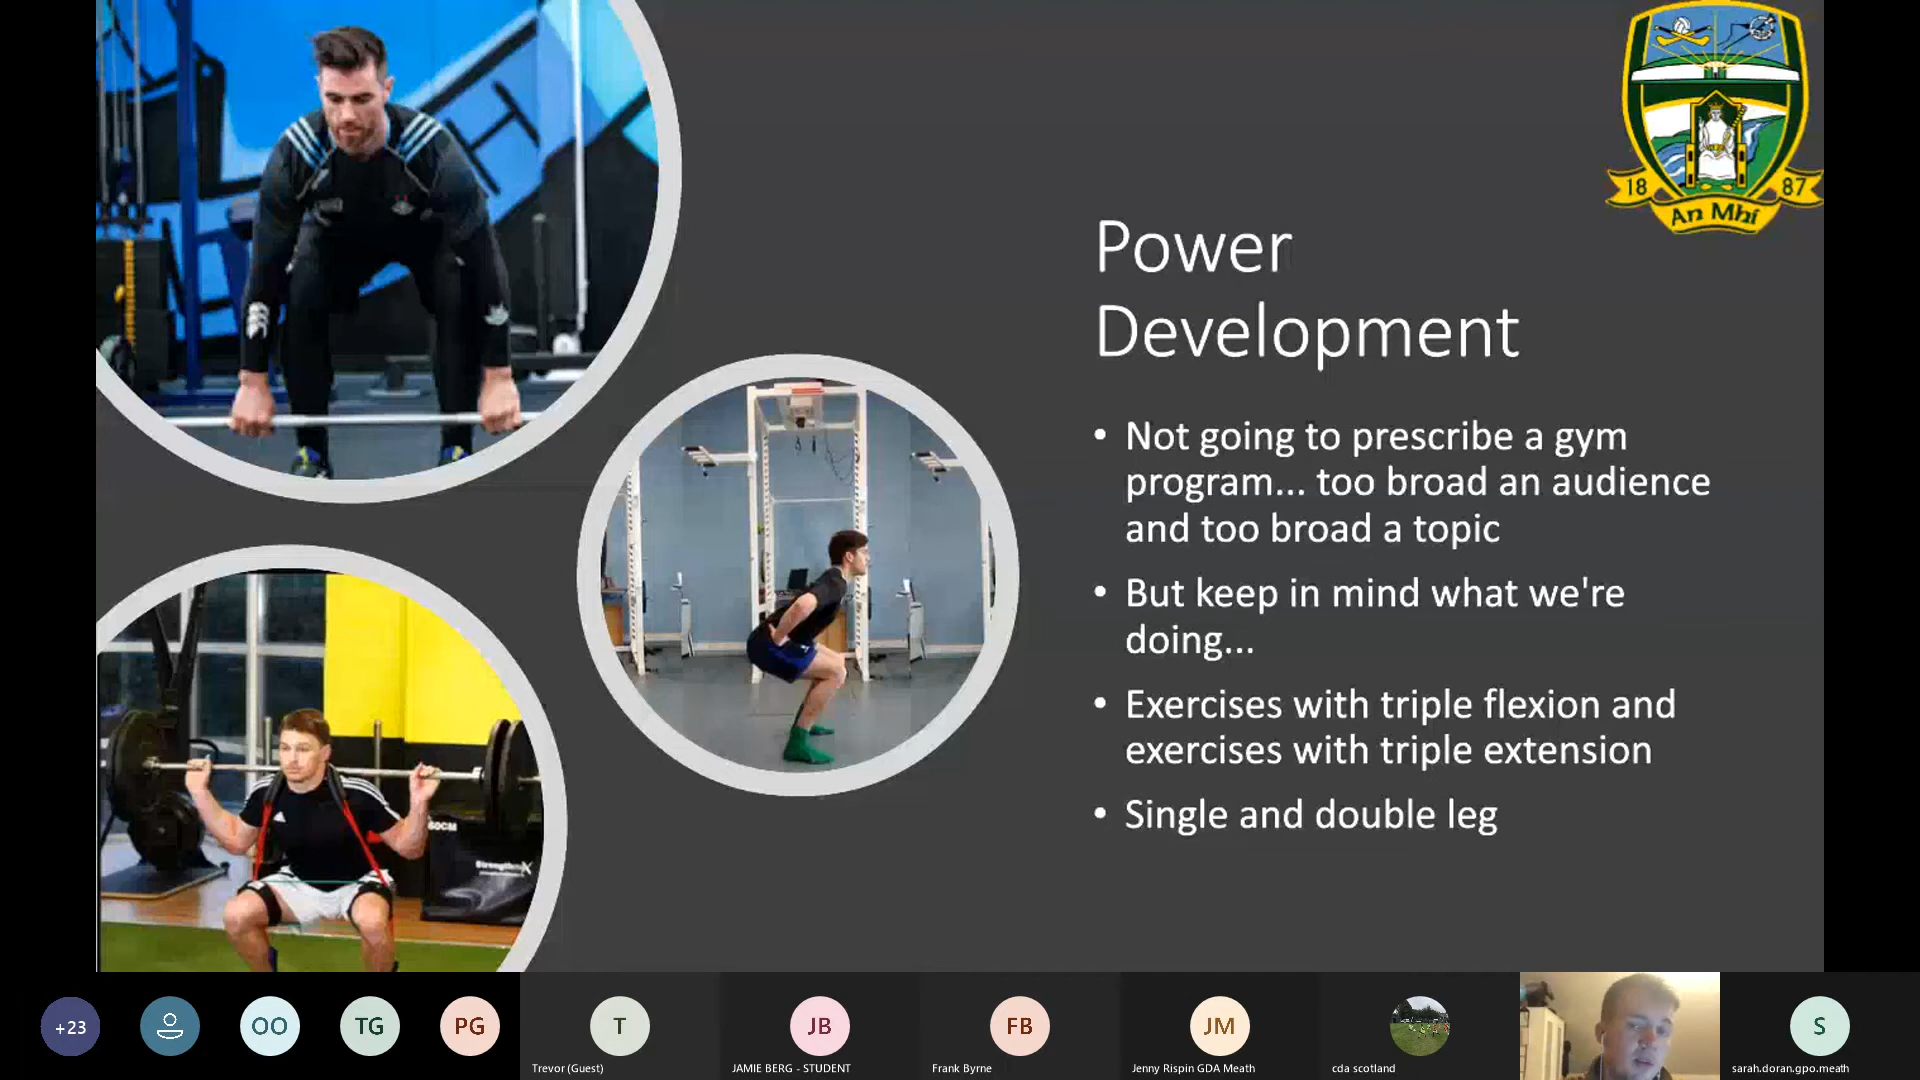 18
87
An Mhí
Power
Development
• Not going to prescribe a gym
program... too broad an audience
and too broad a topic
• But keep in mind what we're
doing...
• Exercises with triple flexion and
exercises with triple extension
• Single and double leg
+23
OO
TG
PG
T
JB
FB
JM
S
Trevor (Guest)
JAMIE BERG - STUDENT
Frank Byrne
Jenny Rispin GDA Meath
cda scotland
sarah.doran.gpo.meath